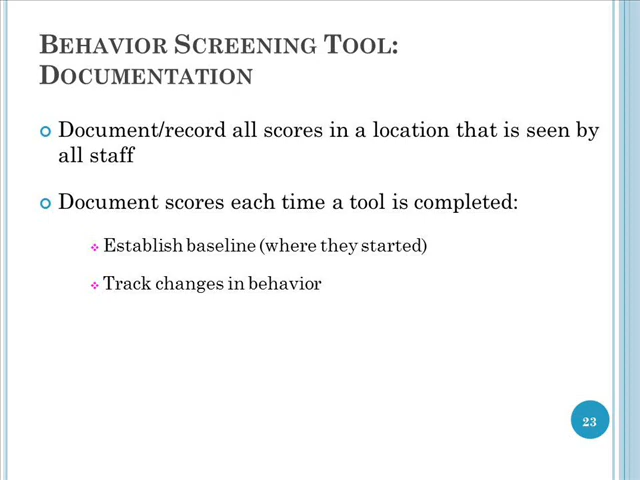 BEHAVIOR SCREENING TOOL:
DOCUMENTATION
Document/record all scores in a location that is seen by
all staff
Document scores each time a tool is completed:
Establish baseline (where they started)
Track changes in behavior
23